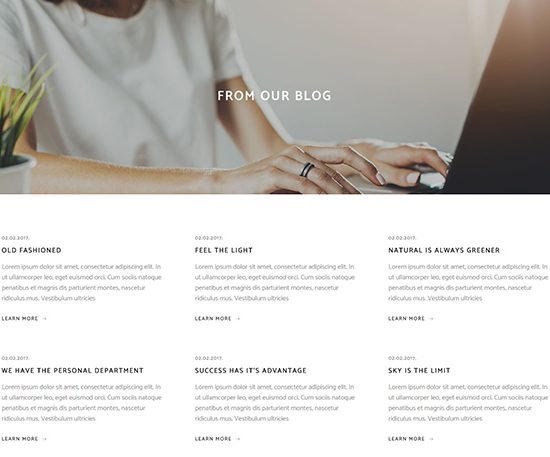 FROM OUR BLOG
02.02.2017.
OLD FASHIONED
Lorem ipsum dolor sit amet, consectetur adipiscing elit. In
ut ullamcorper leo, eget euismod orci. Cum sociis natoque
penatibus et magnis dis parturient montes, nascetur
ridiculus mus. Vestibulum ultricies
LEARN MORE →
02.02.2017.
FEEL THE LIGHT
Lorem ipsum dolor sit amet, consectetur adipiscing elit. In
ut ullamcorper leo, eget euismod orci. Cum sociis natoque
penatibus et magnis dis parturient montes, nascetur
ridiculus mus. Vestibulum ultricies
LEARN MORE →
02.02.2017.
NATURAL IS ALWAYS GREENER
Lorem ipsum dolor sit amet, consectetur adipiscing elit. In
ut ullamcorper leo, eget euismod orci. Cum sociis natoque
penatibus et magnis dis parturient montes, nascetur
ridiculus mus. Vestibulum ultricies
LEARN MORE →
02.02.2017.
WE HAVE THE PERSONAL DEPARTMENT
Lorem ipsum dolor sit amet, consectetur adipiscing elit. In
ut ullamcorper leo, eget euismod orci. Cum sociis natoque
penatibus et magnis dis parturient montes, nascetur
ridiculus mus. Vestibulum ultricies
LEARN MORE →
02.02.2017.
SUCCESS HAS IT'S ADVANTAGE
Lorem ipsum dolor sit amet, consectetur adipiscing elit. In
ut ullamcorper leo, eget euismod orci. Cum sociis natoque
penatibus et magnis dis parturient montes, nascetur
ridiculus mus. Vestibulum ultricies
LEARN MORE →
02.02.2017.
SKY IS THE LIMIT
Lorem ipsum dolor sit amet, consectetur adipiscing elit. In
ut ullamcorper leo, eget euismod orci. Cum sociis natoque
penatibus et magnis dis parturient montes, nascetur
ridiculus mus. Vestibulum ultricies
LEARN MORE →